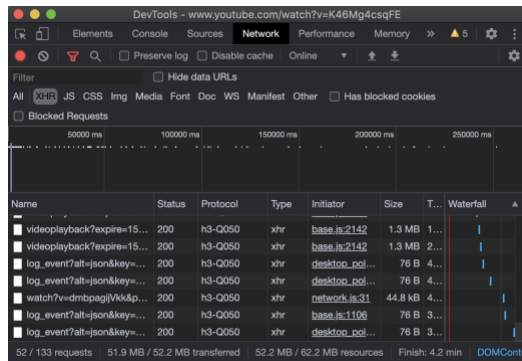 DevTools - www.youtube.com/watch?v=K46Mg4csqFE
Elements Console Sources Network Performance Memory » 5
Preserve log Disable cache Online
Filter Hide data URLs
All XHR JS CSS Img Media Font Doc WS Manifest Other Has blocked cookies
Blocked Requests
50000 ms 100000 ms 150000 ms 200000 ms 250000 ms
Name Status Protocol Type Initiator Size T... Waterfall
videoplayback?expire=15... 200 h3-Q050 xhr base.js:2142 1.3 MB 1...
videoplayback?expire=15... 200 h3-Q050 xhr base.js:2142 1.3 MB 2...
log_event?alt=json&key=... 200 h3-Q050 xhr desktop_pol... 76 B 4...
log_event?alt=json&key=... 200 h3-Q050 xhr desktop_pol... 76 B 4...
watch?v=dmbpagijVkk&p... 200 h3-Q050 xhr network.js:31 44.8 kB 4...
log_event?alt=json&key=... 200 h3-Q050 xhr base.js:1106 76 B 3...
log_event?alt=json&key=... 200 h3-Q050 xhr desktop_pol... 76 B 3...
52 / 133 requests 51.9 MB / 52.2 MB transferred 52.2 MB / 62.2 MB resources Finish: 4.2 min DOMCont